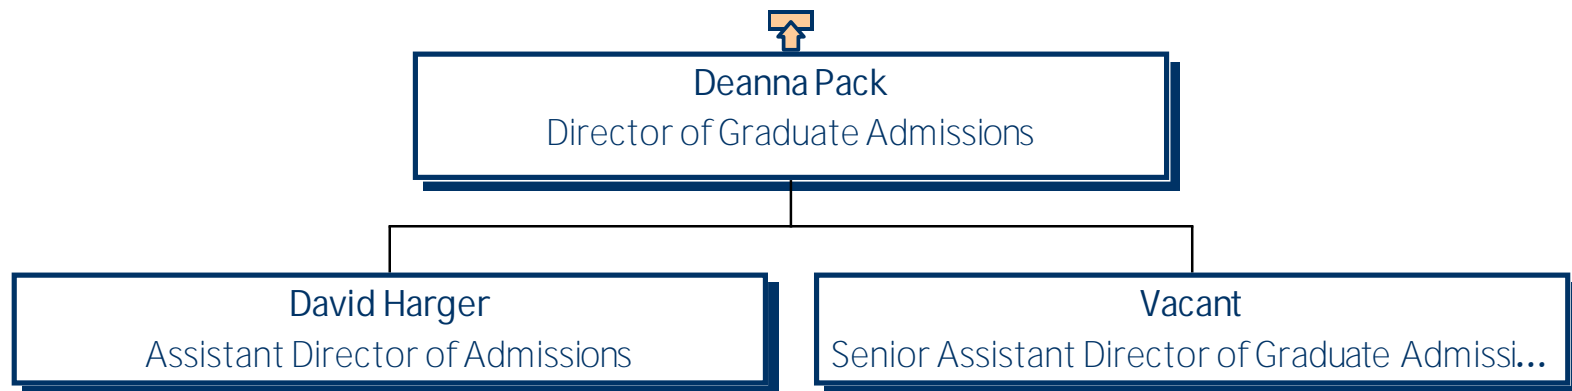 Deanna Pack
Director of Graduate Admissions
David Harger
Assistant Director of Admissions
Vacant
Senior Assistant Director of Graduate Admissi...